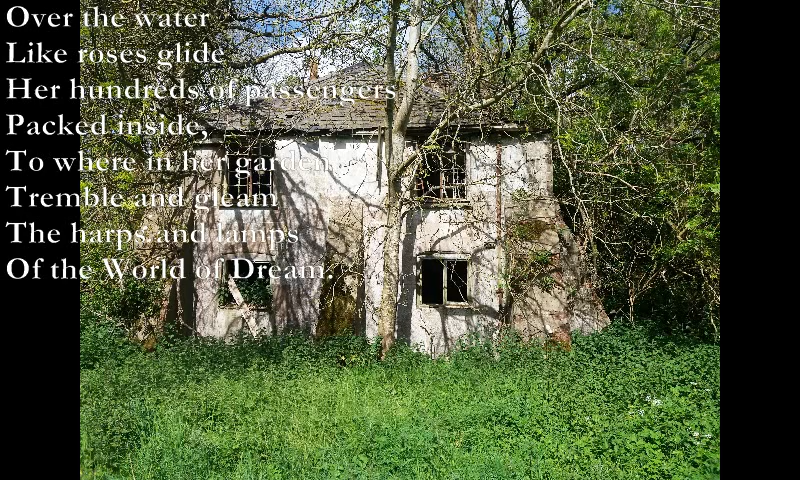 Over the water
Like roses glide
Her hundreds of passengers
Packed inside,
To where in her garden
Tremble and gleam
The harps and lamps
Of the World of Dream.